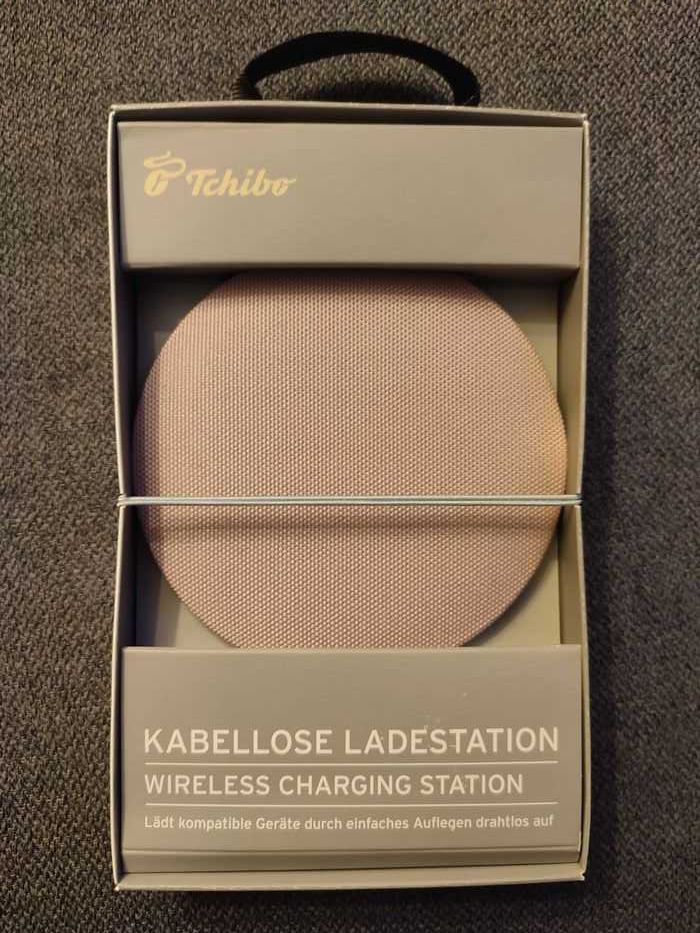 Tchibo
KABELLOSE LADESTATION
WIRELESS CHARGING STATION
Lädt kompatible Geräte durch einfaches Auflegen drahtlos auf